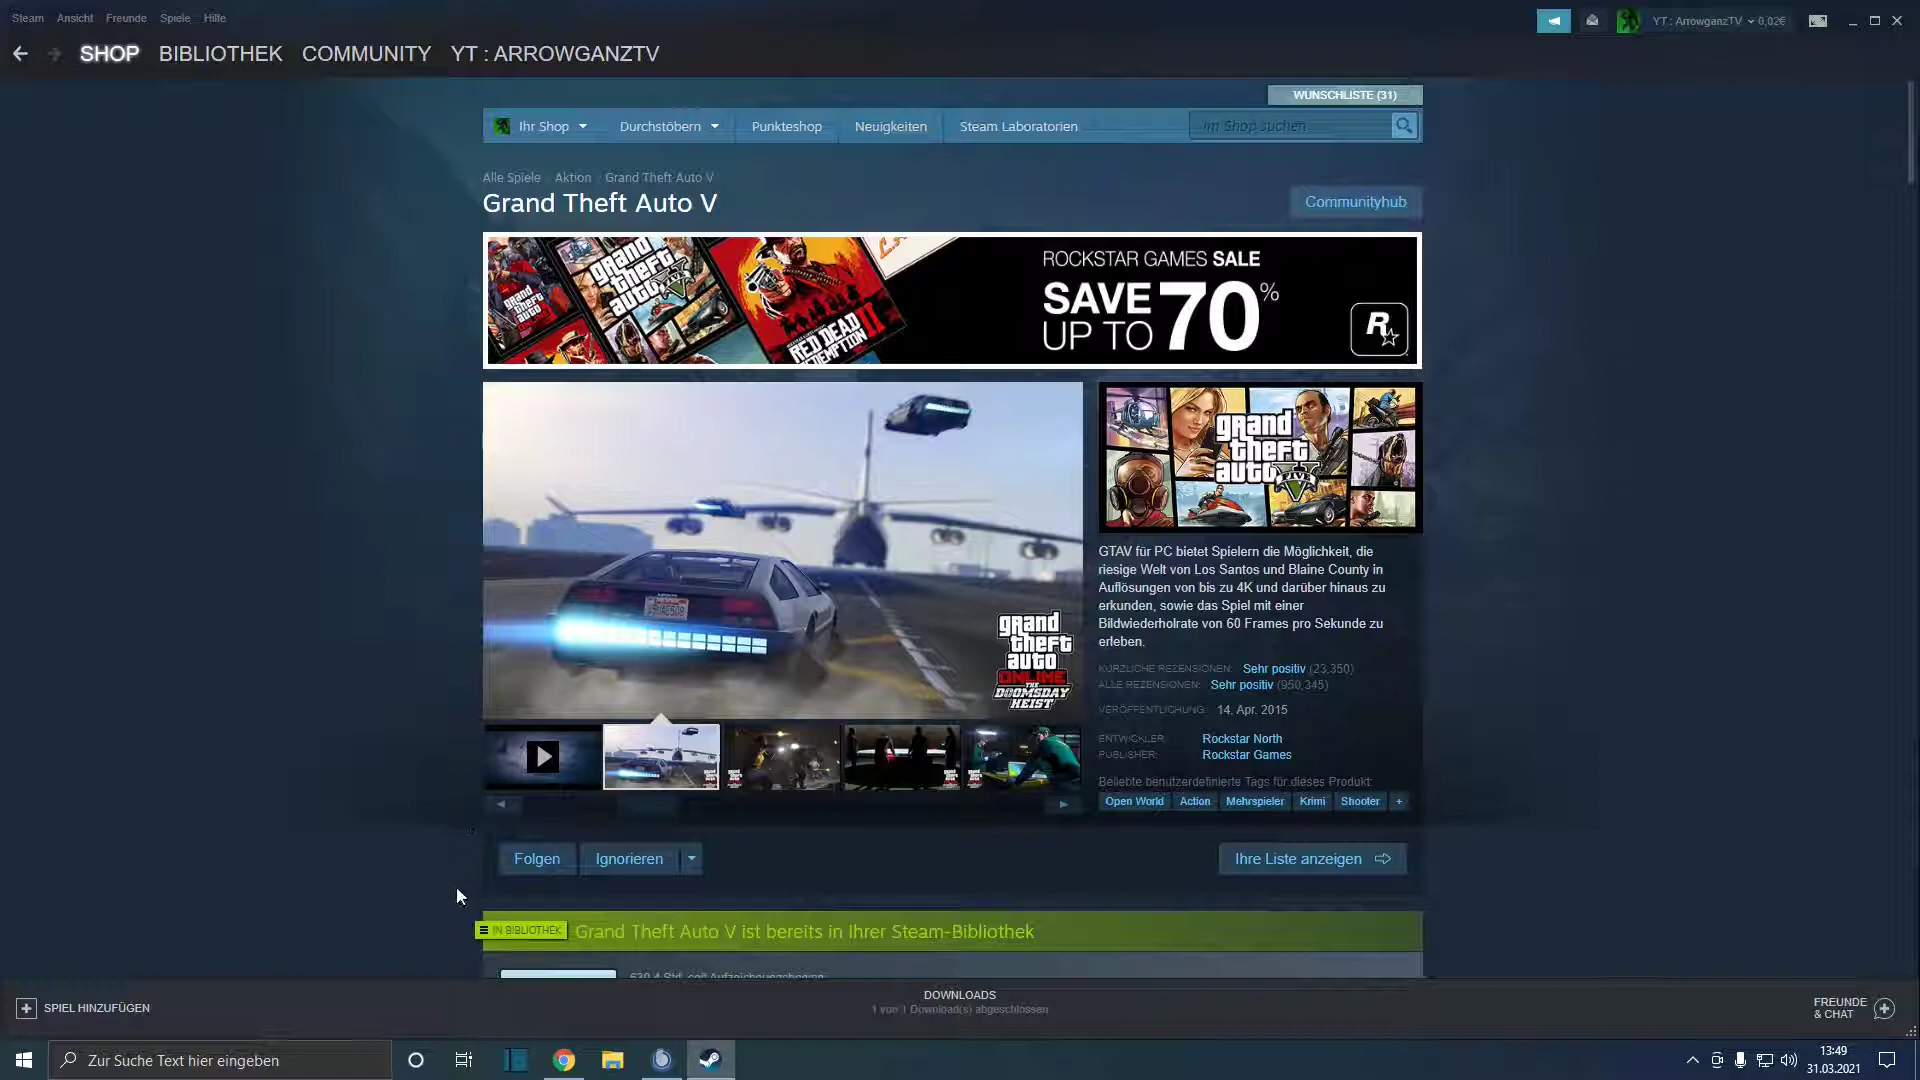 Steam Ansicht Freunde Spiele Hilfe
YT : ArrowganzTV 0,02€
SHOP BIBLIOTHEK COMMUNITY YT : ARROWGANZTV
WUNSCHLISTE (31)
Ihr Shop Durchstöbern Punkteshop Neuigkeiten Steam Laboratorien
Im Shop suchen
Alle Spiele Aktion Grand Theft Auto V
Grand Theft Auto V
Communityhub
grand theft auto V
RED DEAD
REDEMPTION II
ROCKSTAR GAMES SALE
SAVE UP TO 70%
R
grand
theft
auto
ONLINE
THE
DOOMSDAY
HEIST
grand
theft
auto
FIVE
GTAV für PC bietet Spielern die Möglichkeit, die
riesige Welt von Los Santos und Blaine County in
Auflösungen von bis zu 4K und darüber hinaus zu
erkunden, sowie das Spiel mit einer
Bildwiederholrate von 60 Frames pro Sekunde zu
erleben.
KÜRZLICHE REZENSIONEN: Sehr positiv (23,350)
ALLE REZENSIONEN: Sehr positiv (950,345)
VERÖFFENTLICHUNG: 14. Apr. 2015
ENTWICKLER: Rockstar North
PUBLISHER: Rockstar Games
Beliebte benutzerdefinierte Tags für dieses Produkt:
Open World Action Mehrspieler Krimi Shooter +
Folgen Ignorieren
Ihre Liste anzeigen
IN BIBLIOTHEK Grand Theft Auto V ist bereits in Ihrer Steam-Bibliothek
SPIEL HINZUFÜGEN
DOWNLOADS
1 von 1 Download(s) abgeschlossen
FREUNDE
& CHAT
Zur Suche Text hier eingeben
13:49
31.03.2021